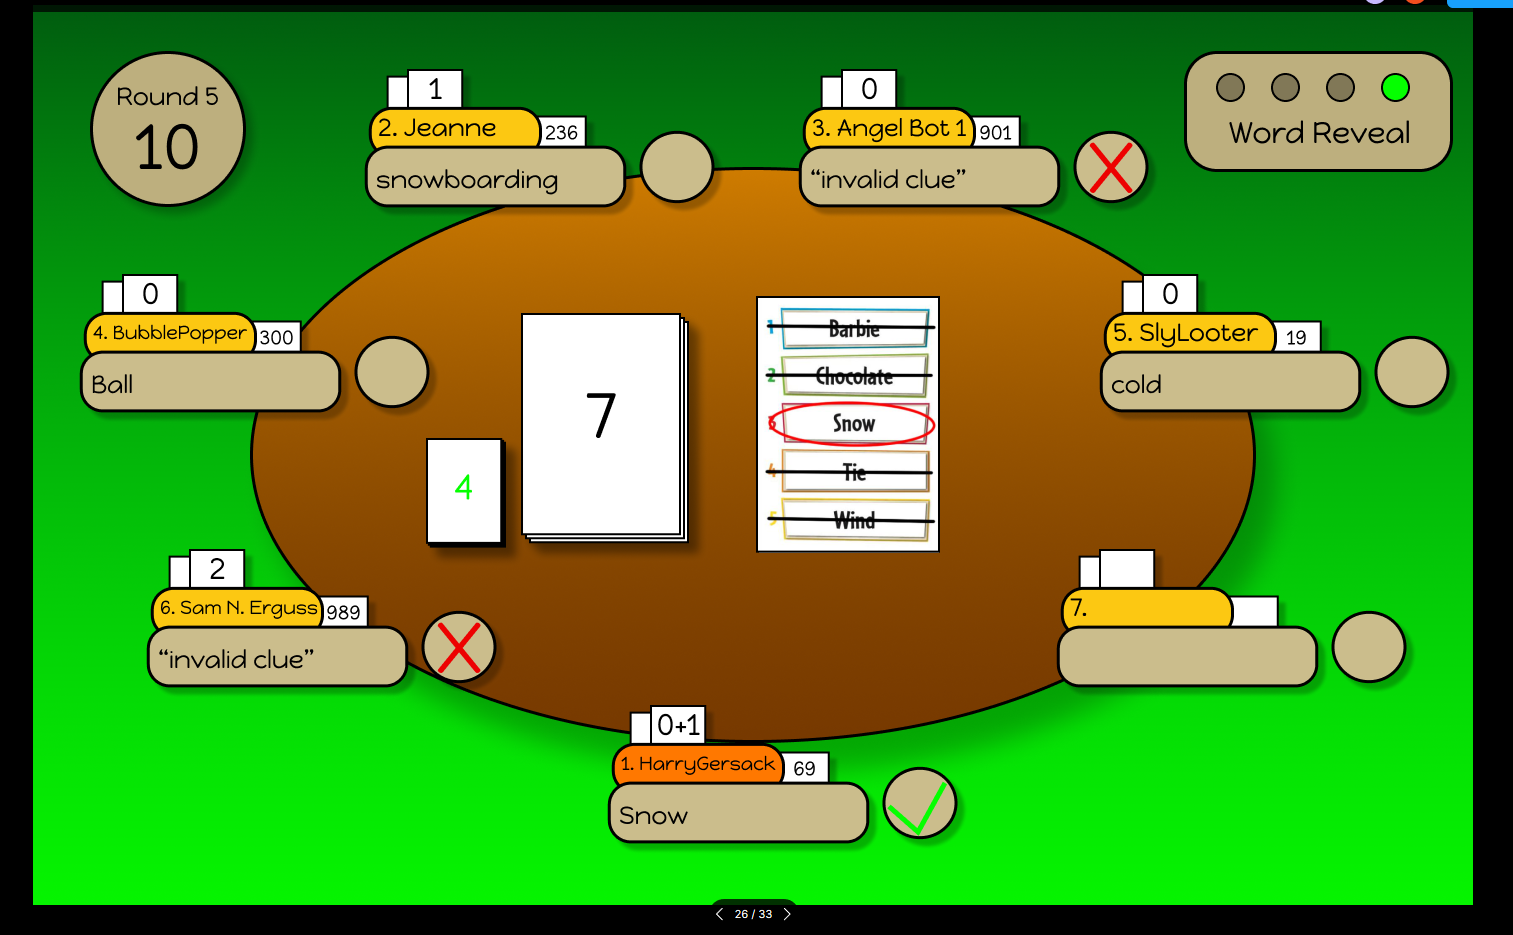 Round 5
10
1
2. Jeanne
236
snowboarding
0
3. Angel Bot 1
901
“invalid clue”
Word Reveal
0
4. BubblePopper
300
Ball
4
7
1 Barbie
2 Chocolate
3 Snow
4 Tie
5 Wind
0
5. SlyLooter
19
cold
2
6. Sam N. Erguss
989
“invalid clue”
7.
0+1
1. HarryGersack
69
Snow
26 / 33